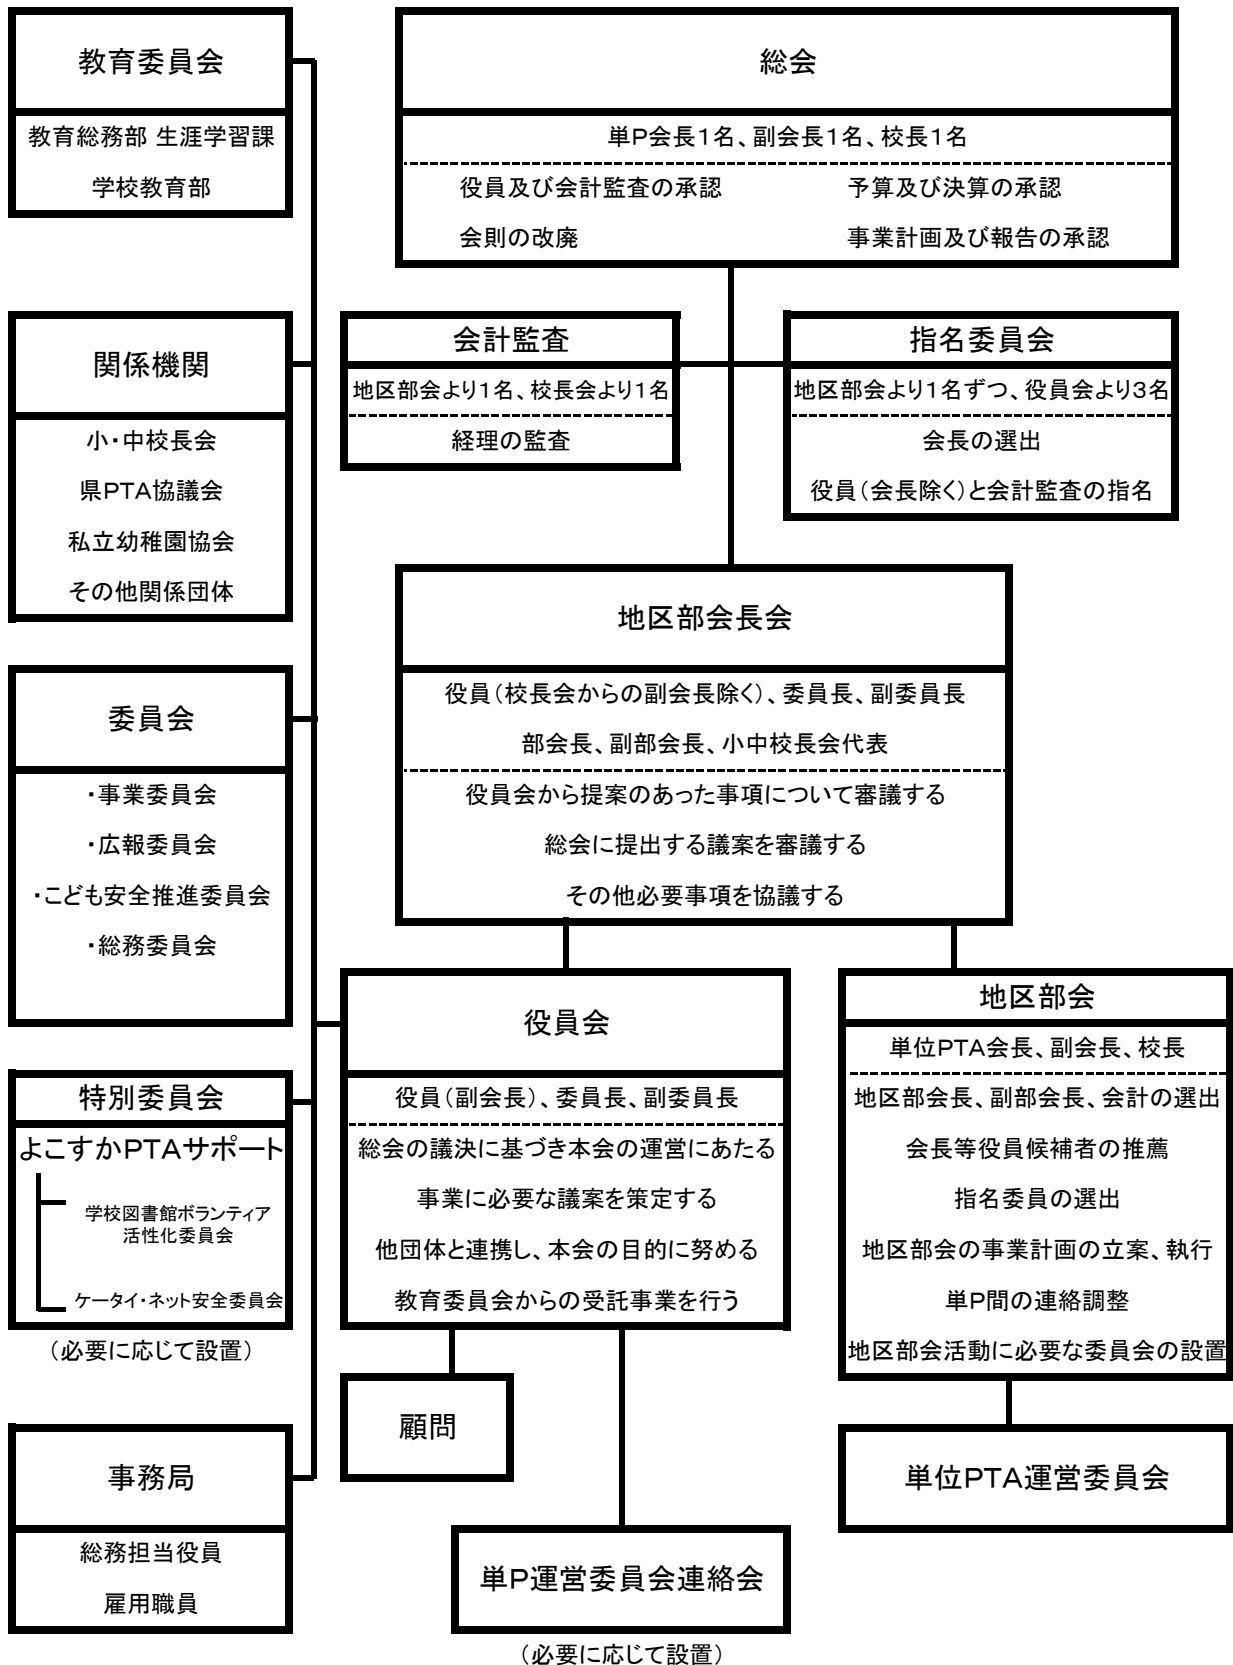 教育委員会
教育総務部 生涯学習課
学校教育部
総会
単P会長1名、副会長1名、校長1名
役員及び会計監査の承認
予算及び決算の承認
会則の改廃
事業計画及び報告の承認
関係機関
小・中校長会
県PTA協議会
私立幼稚園協会
その他関係団体
会計監査
地区部会より1名、校長会より1名
経理の監査
指名委員会
地区部会より1名ずつ、役員会より3名
会長の選出
役員(会長除く)と会計監査の指名
地区部会長会
役員(校長会からの副会長除く)、委員長、副委員長
部会長、副部会長、小中校長会代表
役員会から提案のあった事項について審議する
総会に提出する議案を審議する
その他必要事項を協議する
委員会
・事業委員会
・広報委員会
・こども安全推進委員会
・総務委員会
役員会
役員(副会長)、委員長、副委員長
総会の議決に基づき本会の運営にあたる
事業に必要な議案を策定する
他団体と連携し、本会の目的に努める
教育委員会からの受託事業を行う
地区部会
単位PTA会長、副会長、校長
地区部会長、副部会長、会計の選出
会長等役員候補者の推薦
指名委員の選出
地区部会の事業計画の立案、執行
単P間の連絡調整
地区部会活動に必要な委員会の設置
特別委員会
よこすかPTAサポート
学校図書館ボランティア
活性化委員会
ケータイ・ネット安全委員会
(必要に応じて設置)
顧問
単位PTA運営委員会
事務局
総務担当役員
雇用職員
単P運営委員会連絡会
(必要に応じて設置)